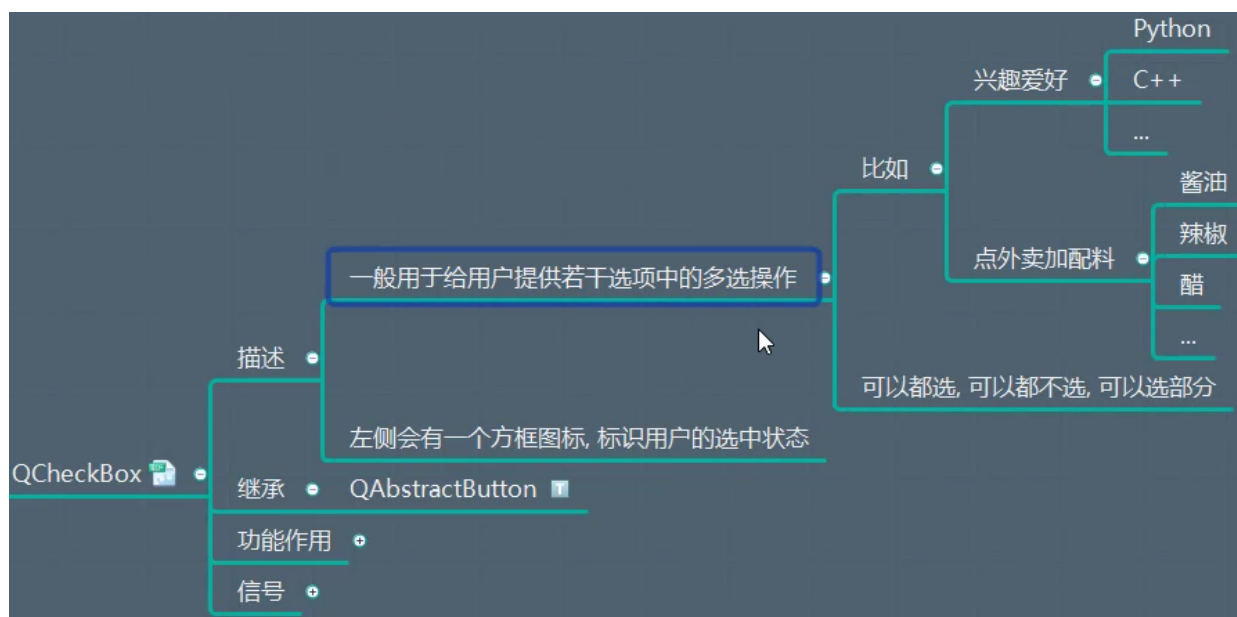 Python
兴趣爱好
C++
...
比如
酱油
辣椒
点外卖加配料
醋
...
一般用于给用户提供若干选项中的多选操作
描述
可以都选, 可以都不选, 可以选部分
左侧会有一个方框图标, 标识用户的选中状态
QCheckBox
继承
QAbstractButton
功能作用
信号